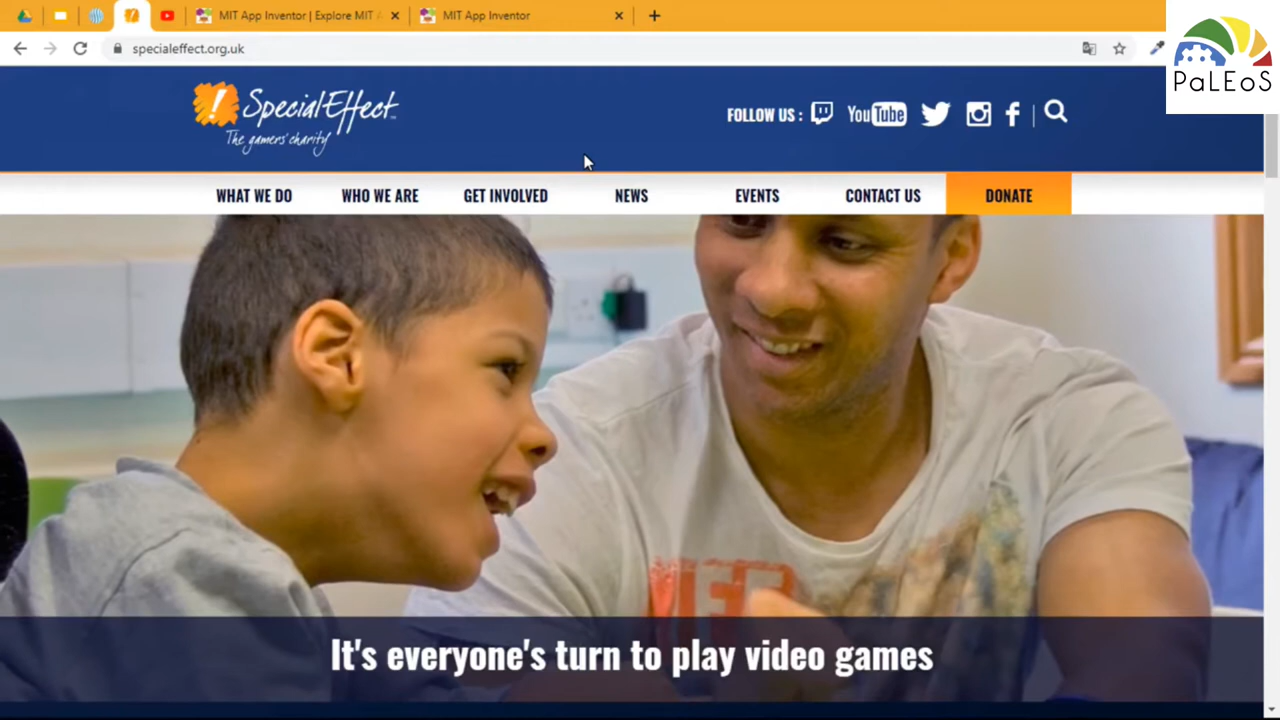 MIT App Inventor | Explore MIT A
MIT App Inventor
specialeffect.org.uk
PaLEoS
SpecialEffect
The gamers' charity
FOLLOW US :
YouTube
WHAT WE DO
WHO WE ARE
GET INVOLVED
NEWS
EVENTS
CONTACT US
DONATE
It's everyone's turn to play video games